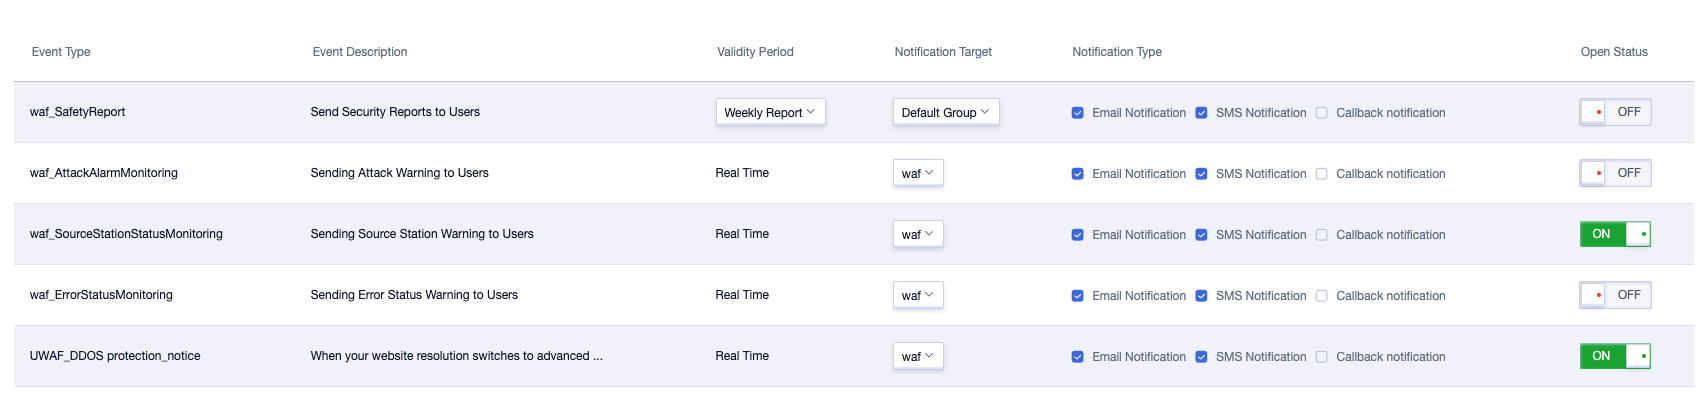 Event Type Event Description Validity Period Notification Target Notification Type Open Status
waf_SafetyReport Send Security Reports to Users Weekly Report Default Group Email Notification SMS Notification Callback notification OFF
waf_AttackAlarmMonitoring Sending Attack Warning to Users Real Time waf Email Notification SMS Notification Callback notification OFF
waf_SourceStationStatusMonitoring Sending Source Station Warning to Users Real Time waf Email Notification SMS Notification Callback notification ON
waf_ErrorStatusMonitoring Sending Error Status Warning to Users Real Time waf Email Notification SMS Notification Callback notification OFF
UWAF_DDOS protection_notice When your website resolution switches to advanced ... Real Time waf Email Notification SMS Notification Callback notification ON